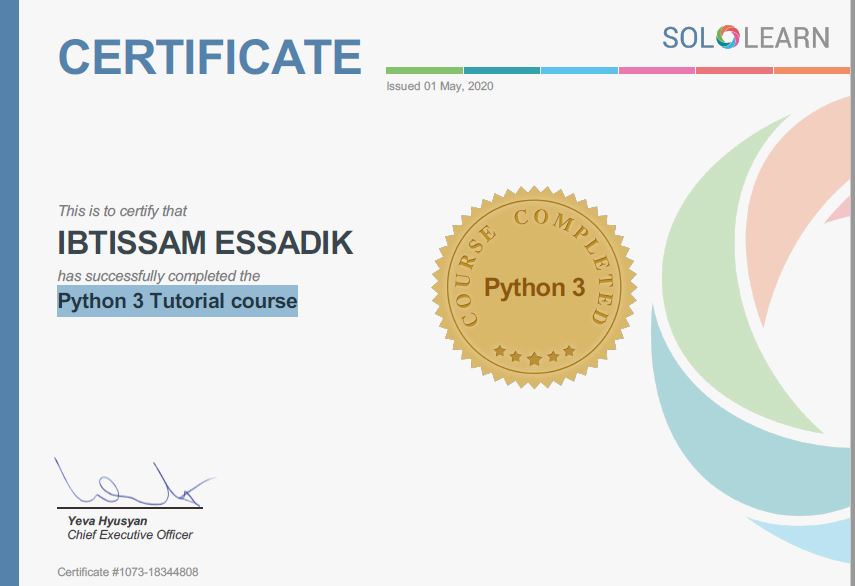 CERTIFICATE
SOLOLEARN
Issued 01 May, 2020
This is to certify that
IBTISSAM ESSADIK
has successfully completed the
Python 3 Tutorial course
COURSE COMPLETED
Python 3
Yeva Hyusyan
Chief Executive Officer
Certificate #1073-18344808